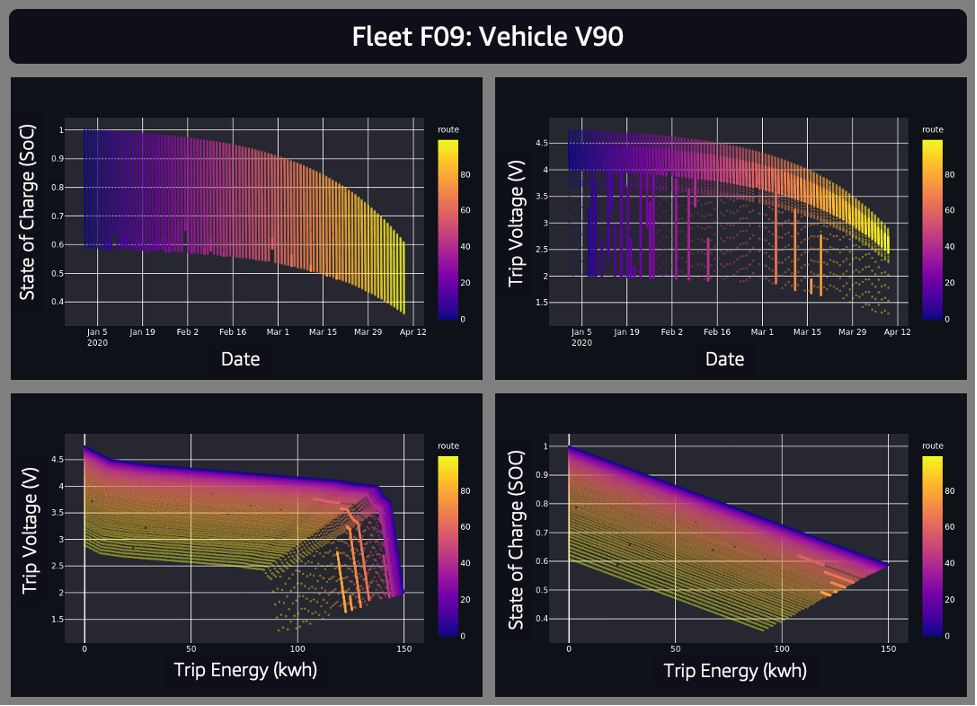 Fleet F09: Vehicle V90
State of Charge (SoC)
1
0.9
0.8
0.7
0.6
0.5
0.4
Jan 5 Jan 19 Feb 2 Feb 16 Mar 1 Mar 15 Mar 29 Apr 12
2020
Date
route
80
60
40
20
0
Trip Voltage (V)
4.5
4
3.5
3
2.5
2
1.5
Jan 5 Jan 19 Feb 2 Feb 16 Mar 1 Mar 15 Mar 29 Apr 12
2020
Date
route
80
60
40
20
0
Trip Voltage (V)
4.5
4
3.5
3
2.5
2
1.5
0 50 100 150
Trip Energy (kwh)
route
80
60
40
20
0
State of Charge (SOC)
1
0.9
0.8
0.7
0.6
0.5
0.4
0 50 100 150
Trip Energy (kwh)
route
80
60
40
20
0